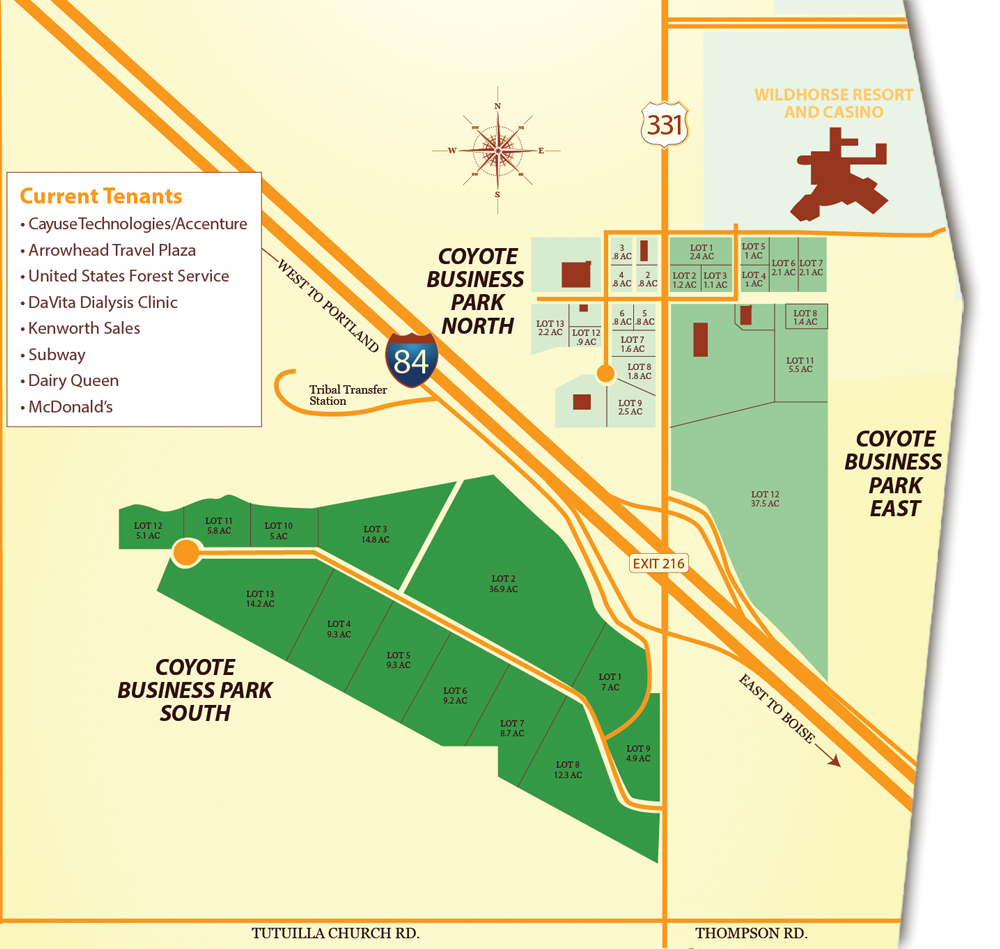 WILDHORSE RESORT
AND CASINO
331
N
NW
NE
W
E
SW
SE
S
Current Tenants
• CayuseTechnologies/Accenture
• Arrowhead Travel Plaza
• United States Forest Service
• DaVita Dialysis Clinic
• Kenworth Sales
• Subway
• Dairy Queen
• McDonald's
WEST TO PORTLAND
84
Tribal Transfer
Station
COYOTE
BUSINESS
PARK
NORTH
3
.8 AC
4
.8 AC
2
.8 AC
LOT 13
2.2 AC
LOT 12
.9 AC
6
.8 AC
5
.8 AC
LOT 7
1.6 AC
LOT 8
1.8 AC
LOT 9
2.5 AC
LOT 1
2.4 AC
LOT 2
1.2 AC
LOT 3
1.1 AC
LOT 5
1 AC
LOT 4
1 AC
LOT 6
2.1 AC
LOT 7
2.1 AC
LOT 8
1.4 AC
LOT 11
5.5 AC
LOT 12
37.5 AC
COYOTE
BUSINESS
PARK
EAST
EXIT 216
LOT 12
5.1 AC
LOT 11
5.8 AC
LOT 10
5 AC
LOT 3
14.8 AC
LOT 2
36.9 AC
LOT 13
14.2 AC
LOT 4
9.3 AC
LOT 5
9.3 AC
LOT 6
9.2 AC
LOT 7
8.7 AC
LOT 8
12.3 AC
LOT 1
7 AC
LOT 9
4.9 AC
COYOTE
BUSINESS PARK
SOUTH
EAST TO BOISE
TUTUILLA CHURCH RD.
THOMPSON RD.